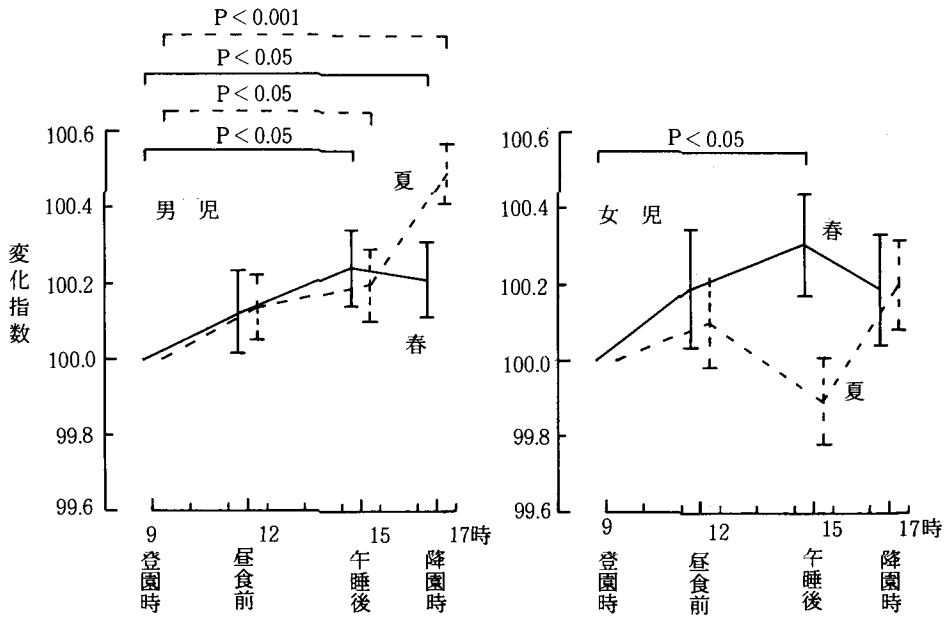 P<0.001
P<0.05
P<0.05
P<0.05
変化指数
100.6
100.4
100.2
100.0
99.8
99.6
男 児
夏
春
9 12 15 17時
登園時
昼食前
午睡後
降園時
P<0.05
100.6
100.4
100.2
100.0
99.8
99.6
女 児
春
夏
9 12 15 17時
登園時
昼食前
午睡後
降園時